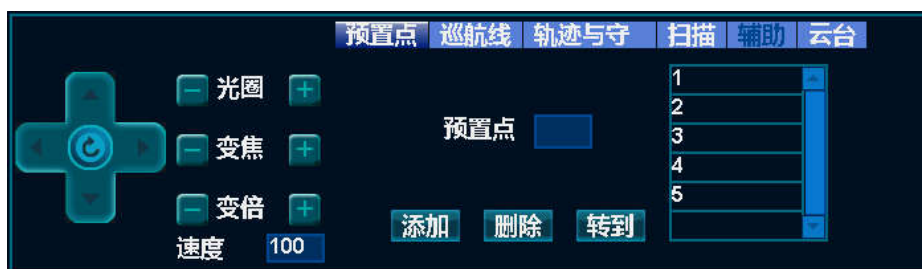 预置点 巡航线 轨迹与守 扫描 辅助 云台
光圈
变焦
变倍
速度 100
预置点
添加 删除 转到
1
2
3
4
5